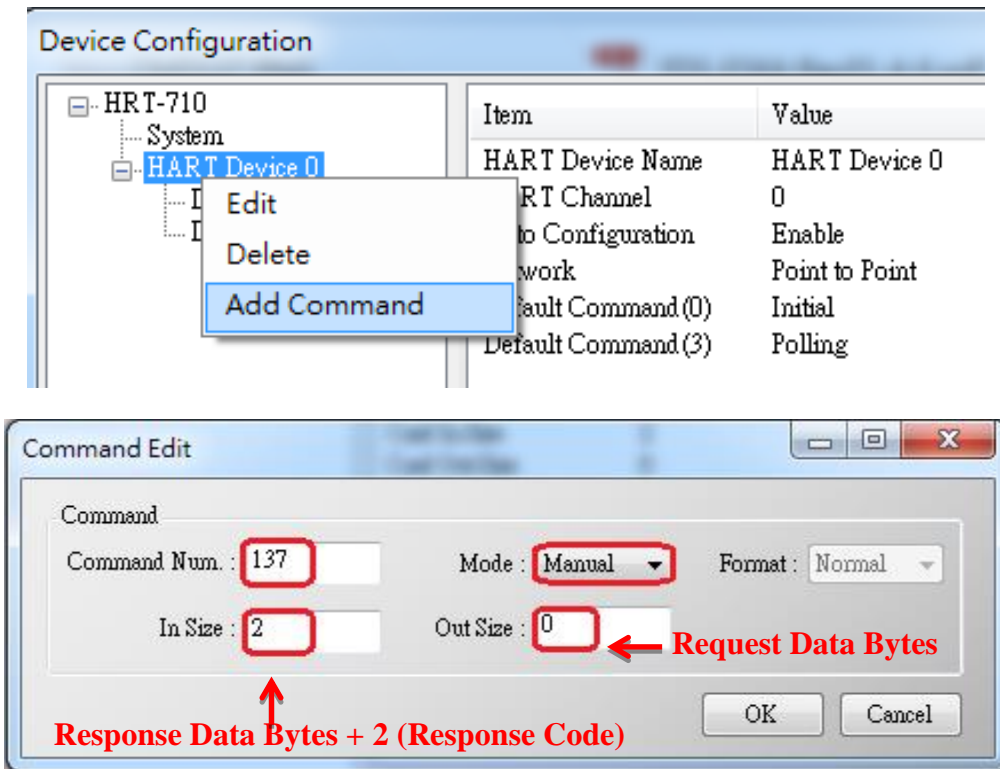 Device Configuration
HRT-710
System
HART Device 0
Edit
Delete
Add Command
Item Value
HART Device Name HART Device 0
RT Channel 0
to Configuration Enable
work Point to Point
ault Command(0) Initial
Default Command(3) Polling
Command Edit
Command
Command Num. : 137 Mode : Manual Format : Normal
In Size : 2 Out Size : 0
Request Data Bytes
OK Cancel
Response Data Bytes + 2 (Response Code)